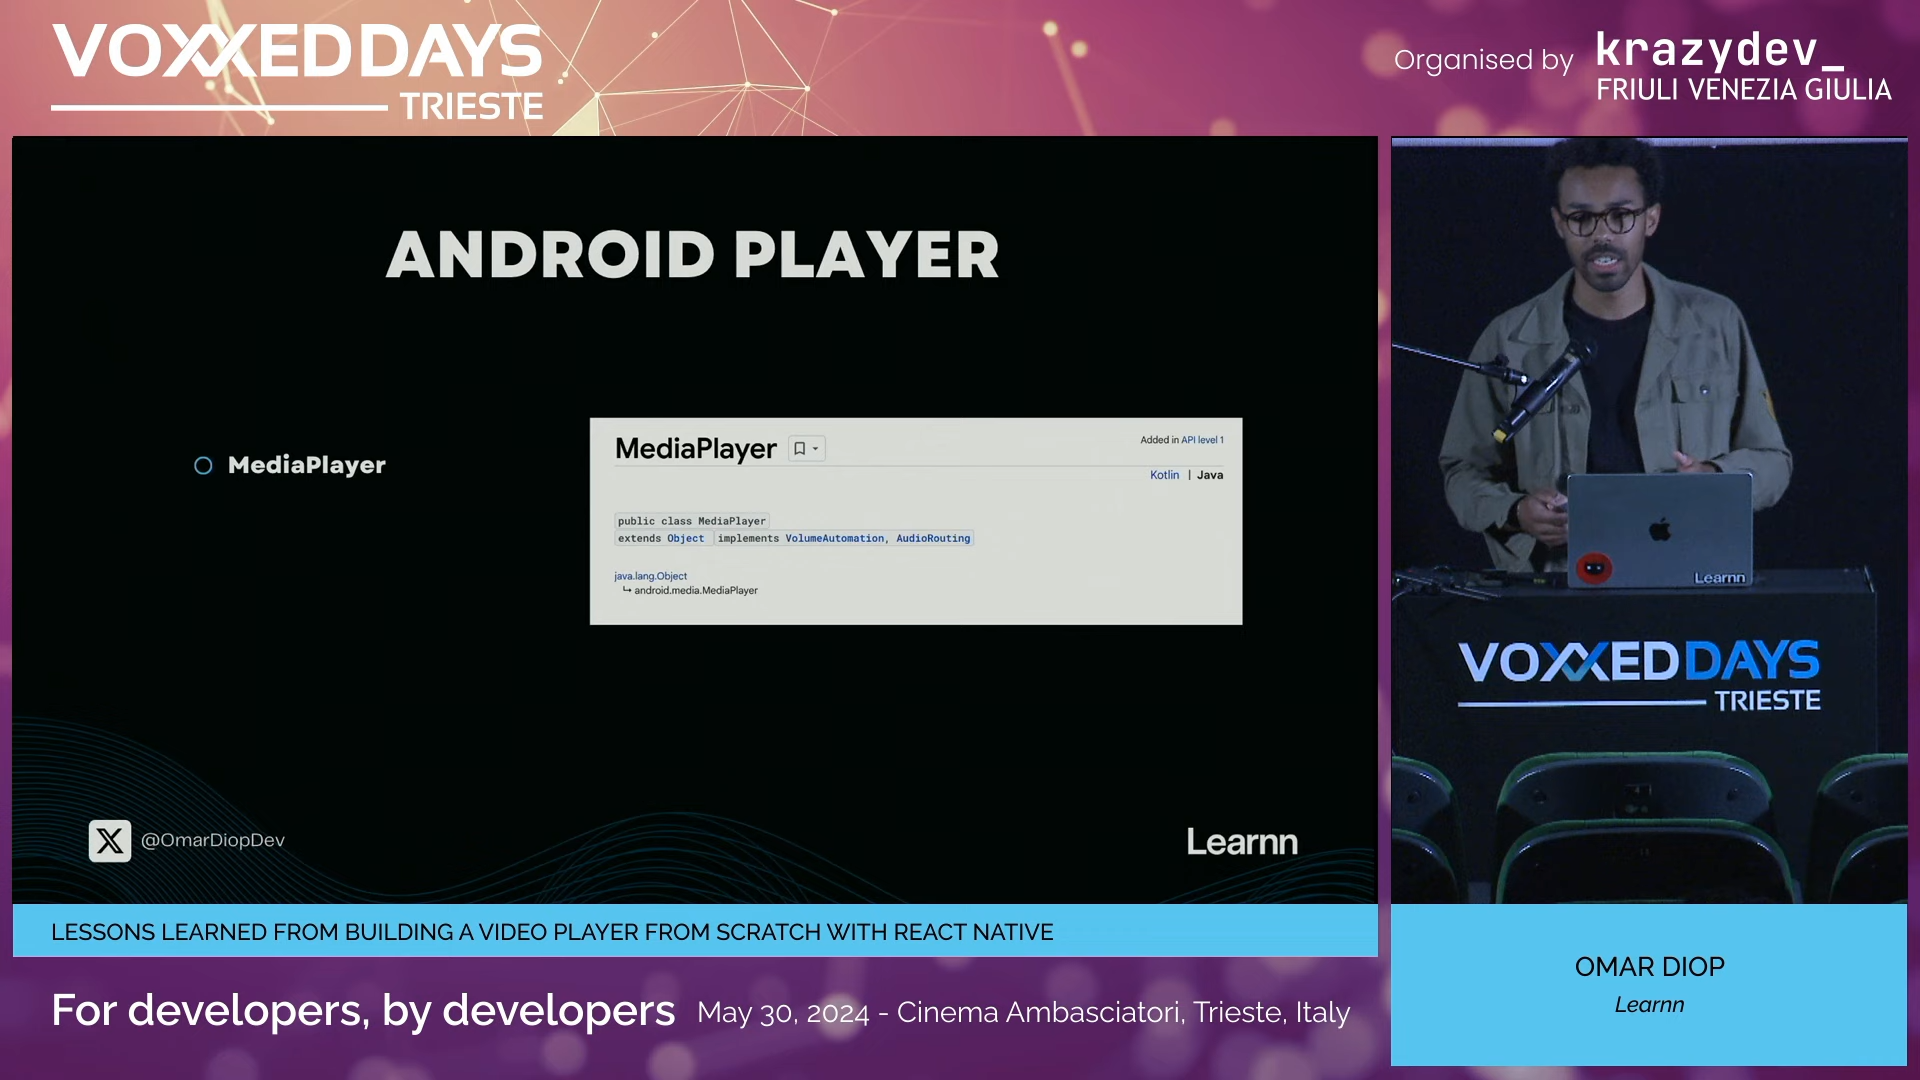 VOXXEDDAYS
TRIESTE
Organised by krazydev_
FRIULI VENEZIA GIULIA
ANDROID PLAYER
MediaPlayer
MediaPlayer
Added in API level 1
Kotlin | Java
public class MediaPlayer
extends Object implements VolumeAutomation, AudioRouting
java.lang.Object
↳ android.media.MediaPlayer
@OmarDiopDev
Learnn
Learnn
VOXXEDDAYS
TRIESTE
LESSONS LEARNED FROM BUILDING A VIDEO PLAYER FROM SCRATCH WITH REACT NATIVE
OMAR DIOP
Learnn
For developers, by developers May 30, 2024 - Cinema Ambasciatori, Trieste, Italy